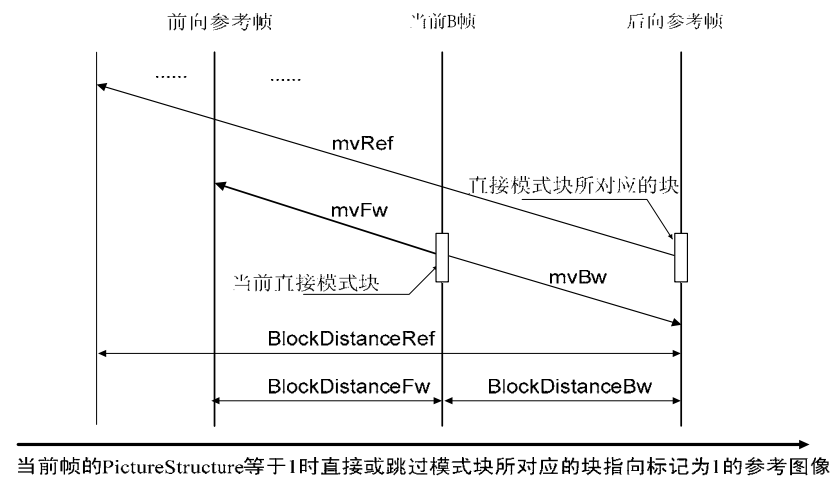 前向参考帧 当前B帧 后向参考帧
...... ......
mvRef
直接模式块所对应的块
mvFw
当前直接模式块
mvBw
BlockDistanceRef
BlockDistanceFw BlockDistanceBw
当前帧的PictureStructure等于1时直接或跳过模式块所对应的块指向标记为1的参考图像